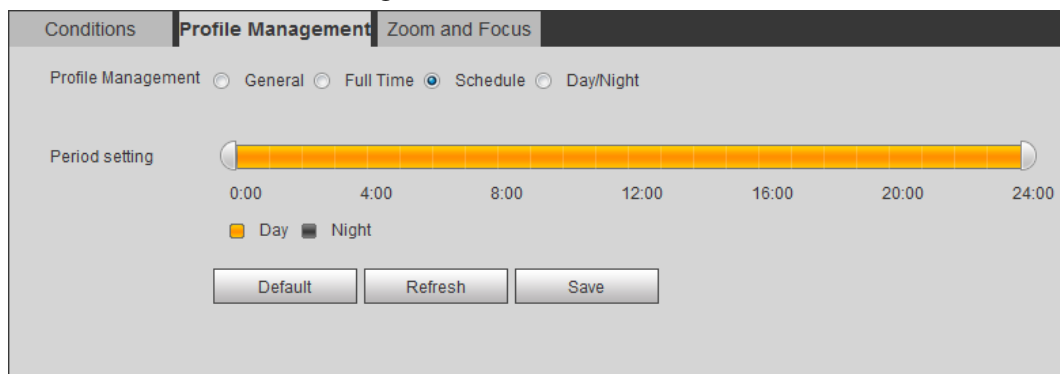 Conditions Profile Management Zoom and Focus
Profile Management General Full Time Schedule Day/Night
Period setting
0:00 4:00 8:00 12:00 16:00 20:00 24:00
Day Night
Default Refresh Save